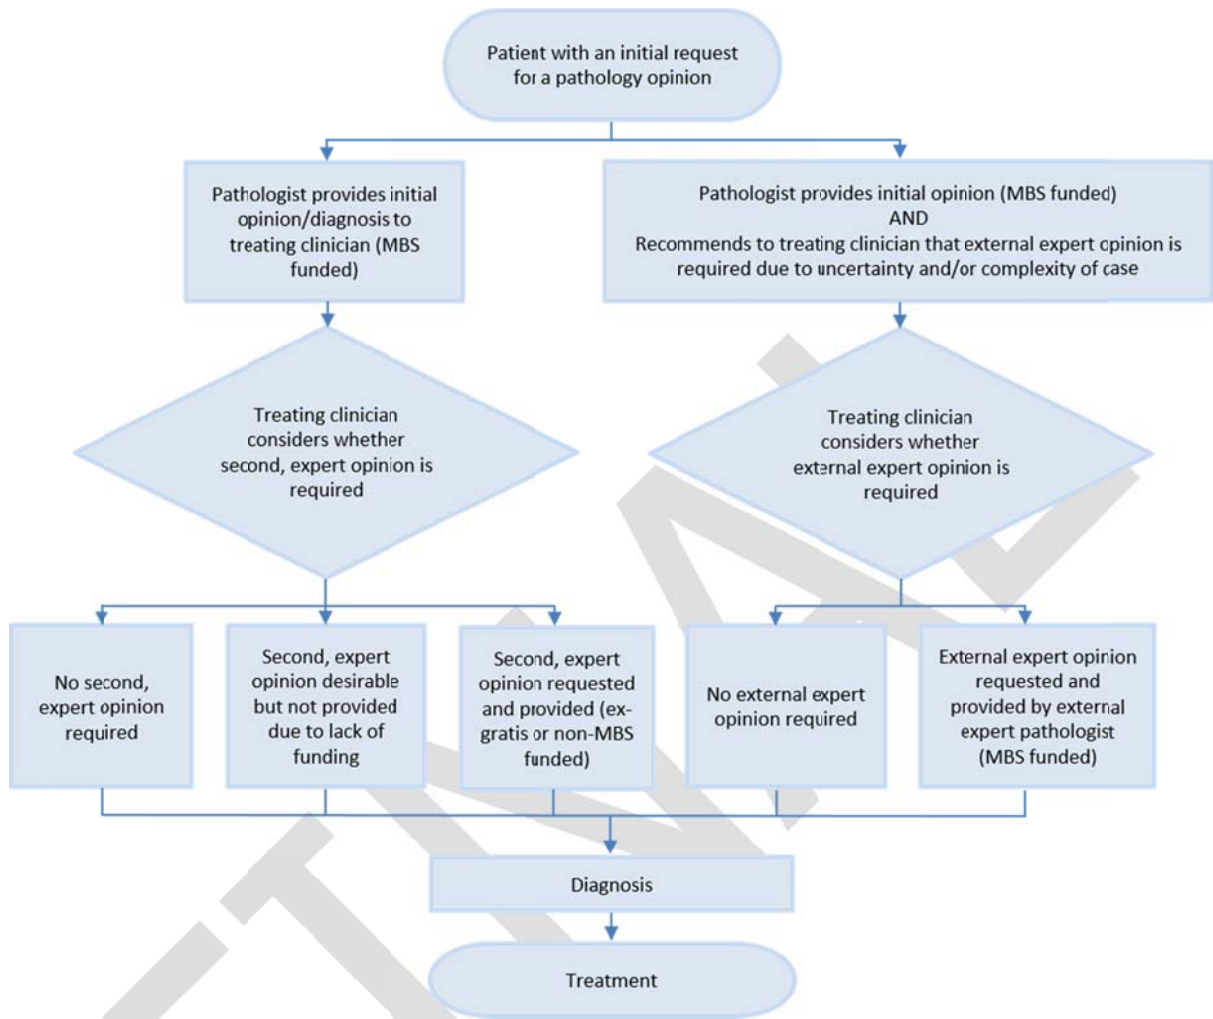 Patient with an initial request
for a pathology opinion
Pathologist provides initial
opinion/diagnosis to
treating clinician (MBS
funded)
Pathologist provides initial opinion (MBS funded)
AND
Recommends to treating clinician that external expert opinion is
required due to uncertainty and/or complexity of case
Treating clinician
considers whether
second, expert opinion is
required
Treating clinician
considers whether
external expert opinion is
required
No second,
expert opinion
required
Second, expert
opinion desirable
but not provided
due to lack of
funding
Second, expert
opinion requested
and provided (ex-
gratis or non-MBS
funded)
No external expert
opinion required
External expert opinion
requested and
provided by external
expert pathologist
(MBS funded)
Diagnosis
Treatment